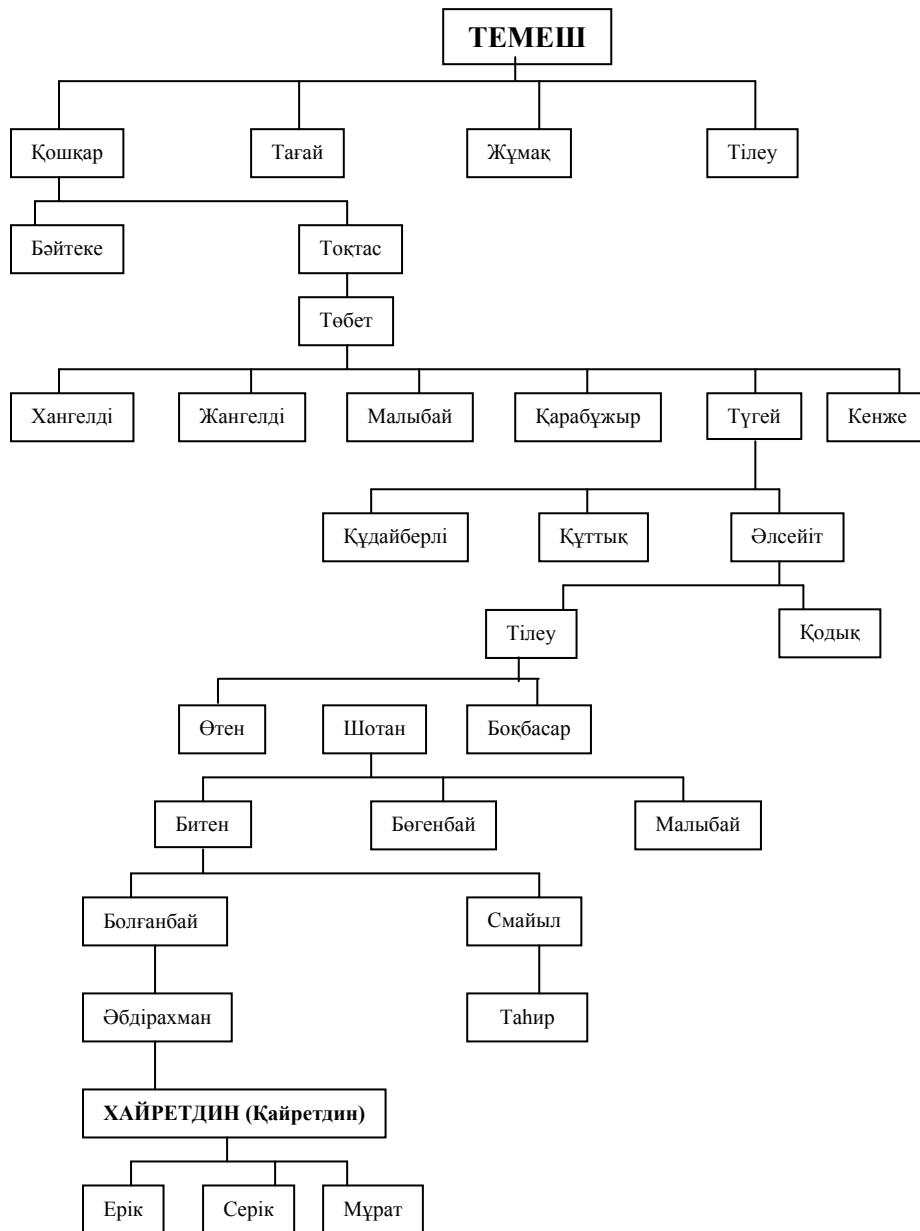 ТЕМЕШ
Қошқар Тағай Жұмақ Тілеу
Бәйтеке Тоқтас
Төбет
Хангелді Жангелді Малыбай Қарабұжыр Түгей Кенже
Құдайберлі Құттық Әлсейіт
Тілеу Қодық
Өтен Шотан Боқбасар
Битен Бөгенбай Малыбай
Болғанбай Смайыл
Әбдірахман Таһир
ХАЙРЕТДИН (Қайретдин)
Ерік Серік Мұрат